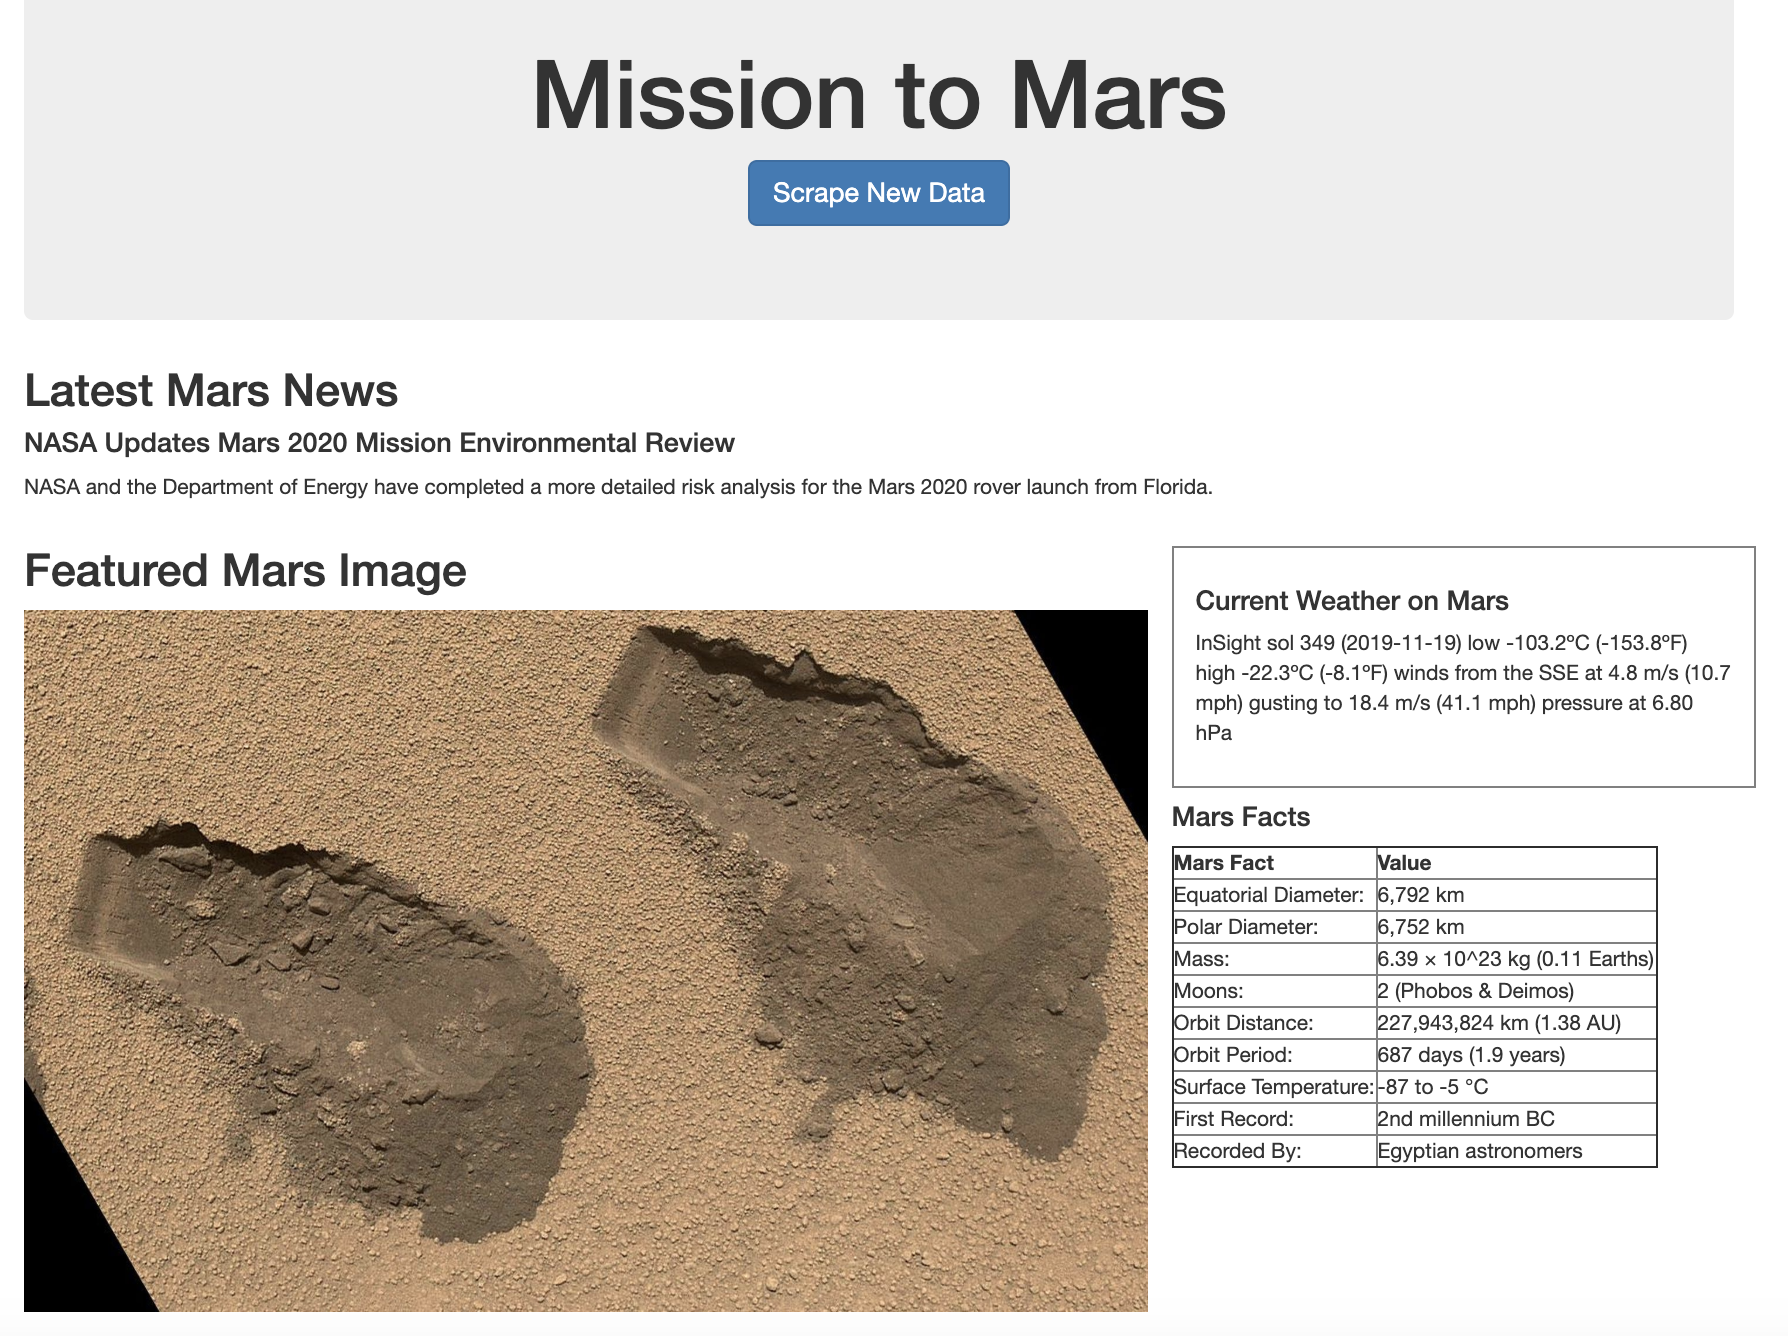 Mission to Mars
Scrape New Data
Latest Mars News
NASA Updates Mars 2020 Mission Environmental Review
NASA and the Department of Energy have completed a more detailed risk analysis for the Mars 2020 rover launch from Florida.
Featured Mars Image
Current Weather on Mars
InSight sol 349 (2019-11-19) low -103.2ºC (-153.8ºF)
high -22.3ºC (-8.1ºF) winds from the SSE at 4.8 m/s (10.7
mph) gusting to 18.4 m/s (41.1 mph) pressure at 6.80
hPa
Mars Facts
Mars Fact Value
Equatorial Diameter: 6,792 km
Polar Diameter: 6,752 km
Mass: 6.39 × 10^23 kg (0.11 Earths)
Moons: 2 (Phobos & Deimos)
Orbit Distance: 227,943,824 km (1.38 AU)
Orbit Period: 687 days (1.9 years)
Surface Temperature: -87 to -5 °C
First Record: 2nd millennium BC
Recorded By: Egyptian astronomers